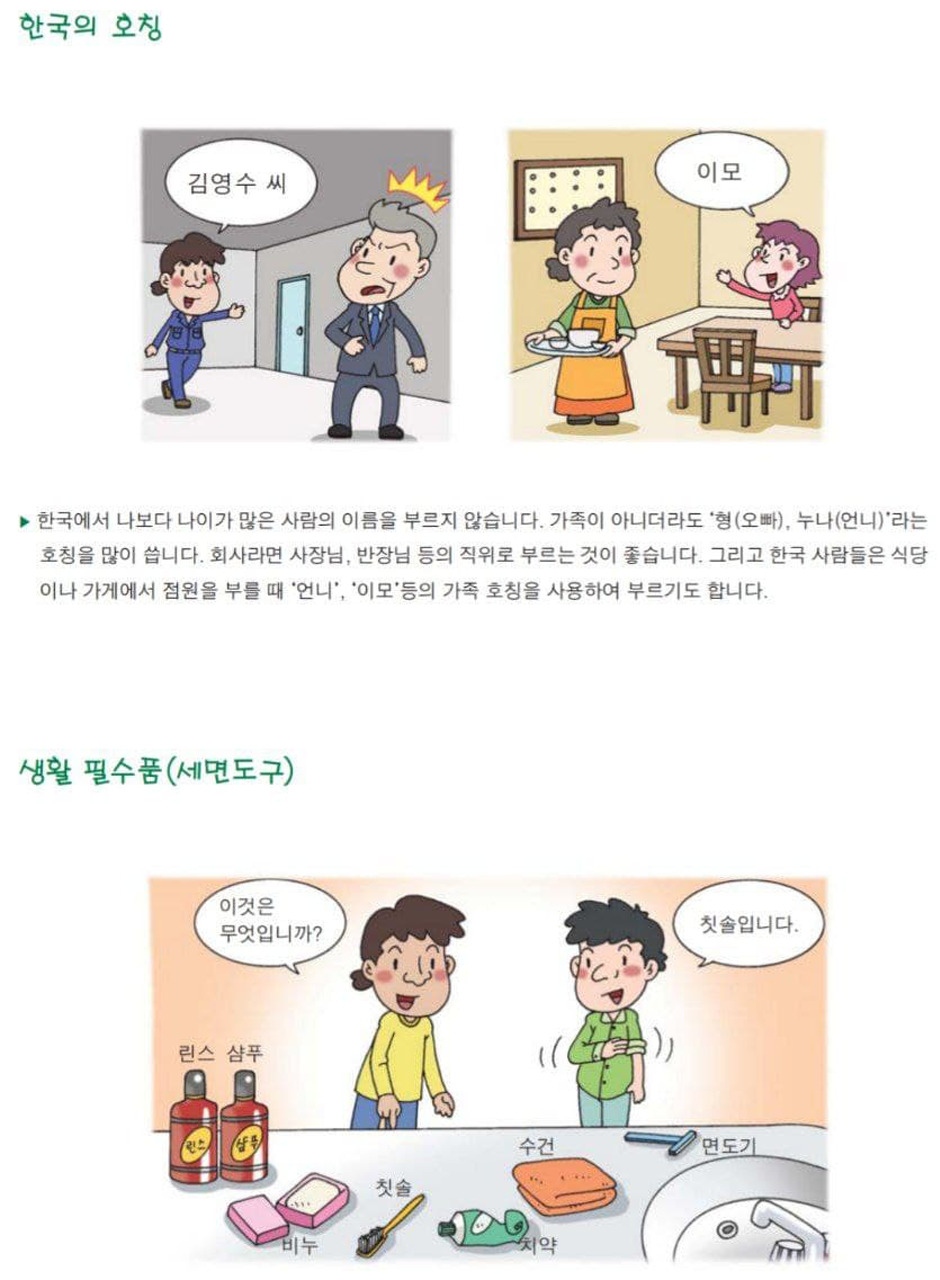 한국의 호칭
김영수 씨
이모
▶ 한국에서 나보다 나이가 많은 사람의 이름을 부르지 않습니다. 가족이 아니더라도 ‘형(오빠), 누나(언니)’라는
호칭을 많이 씁니다. 회사라면 사장님, 반장님 등의 직위로 부르는 것이 좋습니다. 그리고 한국 사람들은 식당
이나 가게에서 점원을 부를 때 ‘언니’, ‘이모’등의 가족 호칭을 사용하여 부르기도 합니다.
생활 필수품(세면도구)
이것은
무엇입니까?
칫솔입니다.
린스 샴푸
린스
샴푸
수건
면도기
칫솔
비누
치약